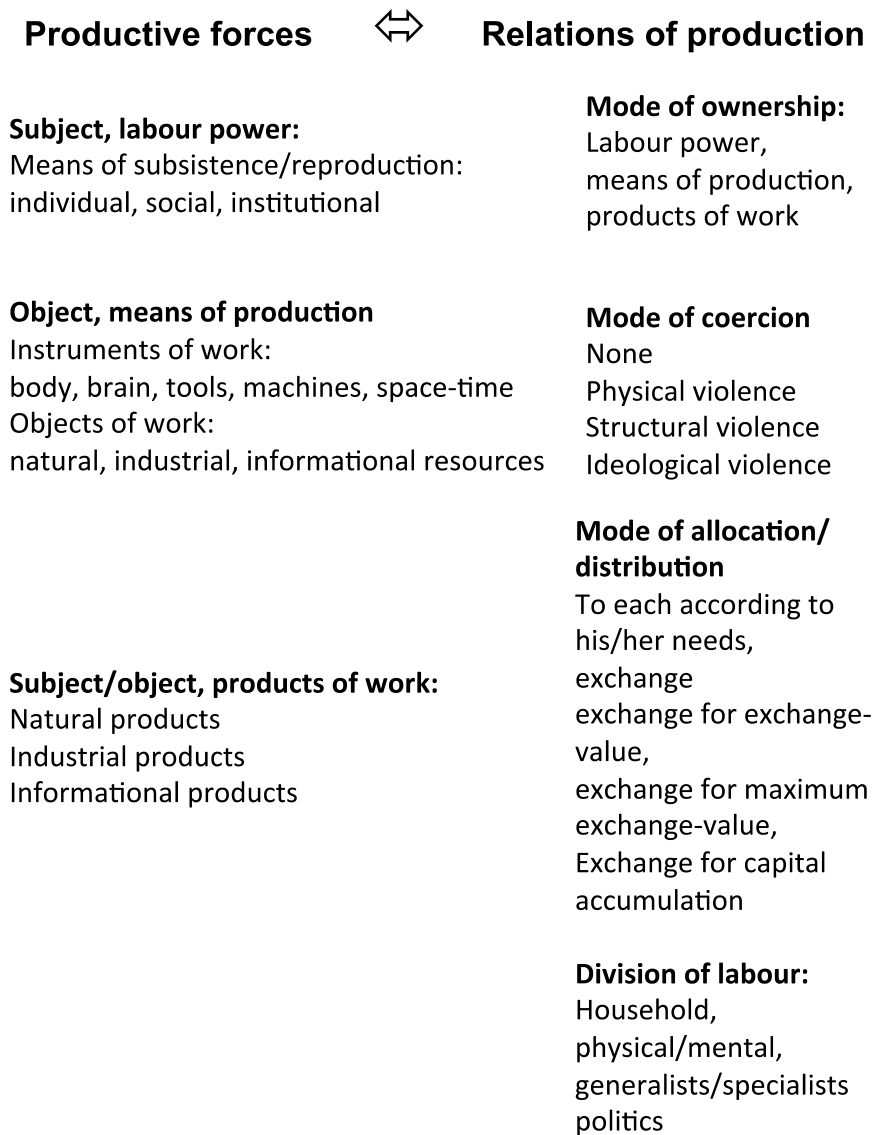 Productive forces ⇔ Relations of production
Subject, labour power:
Means of subsistence/reproduction:
individual, social, institutional
Object, means of production
Instruments of work:
body, brain, tools, machines, space-time
Objects of work:
natural, industrial, informational resources
Subject/object, products of work:
Natural products
Industrial products
Informational products
Mode of ownership:
Labour power,
means of production,
products of work
Mode of coercion
None
Physical violence
Structural violence
Ideological violence
Mode of allocation/
distribution
To each according to
his/her needs,
exchange
exchange for exchange-
value,
exchange for maximum
exchange-value,
Exchange for capital
accumulation
Division of labour:
Household,
physical/mental,
generalists/specialists
politics